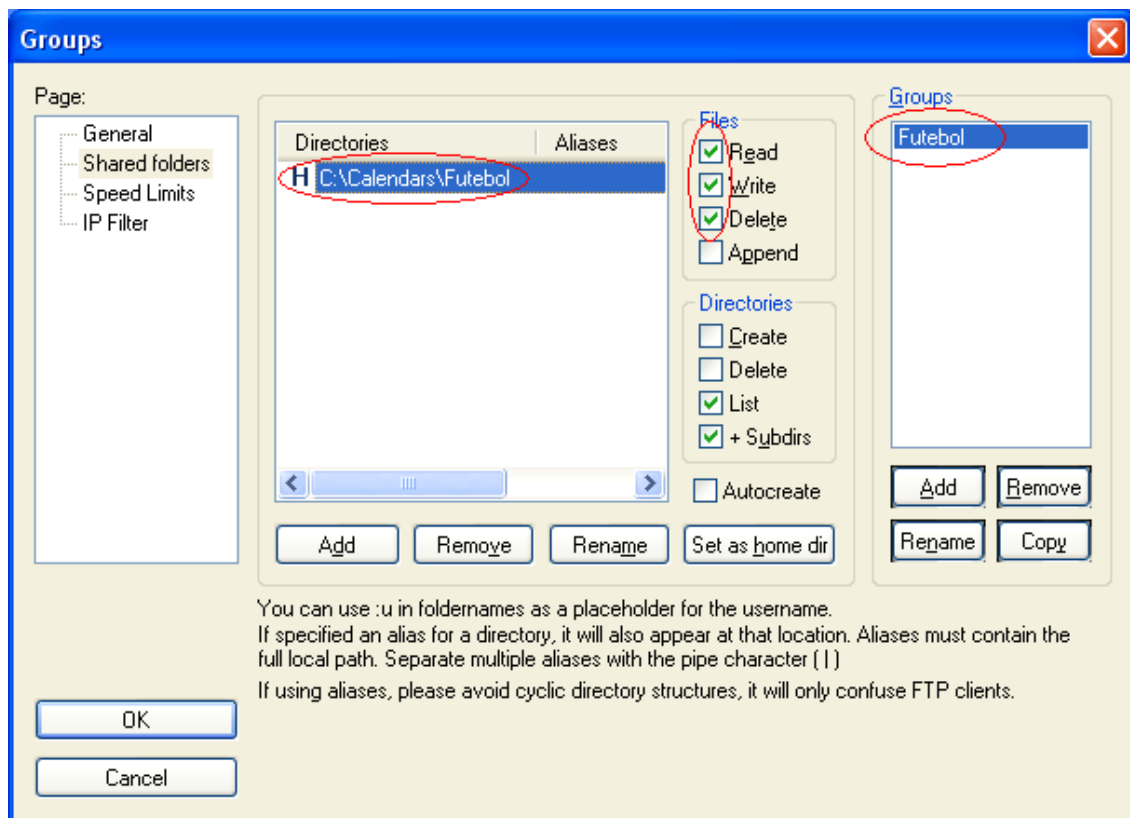 Groups
Page:
General
Shared folders
Speed Limits
IP Filter
Directories Aliases
H C:\Calendars\Futebol
Files
Read
Write
Delete
Append
Directories
Create
Delete
List
+ Subdirs
Autocreate
Add Remove Rename Set as home dir
Groups
Futebol
Add Remove
Rename Copy
You can use :u in foldernames as a placeholder for the username.
If specified an alias for a directory, it will also appear at that location. Aliases must contain the
full local path. Separate multiple aliases with the pipe character ( | )
If using aliases, please avoid cyclic directory structures, it will only confuse FTP clients.
OK
Cancel